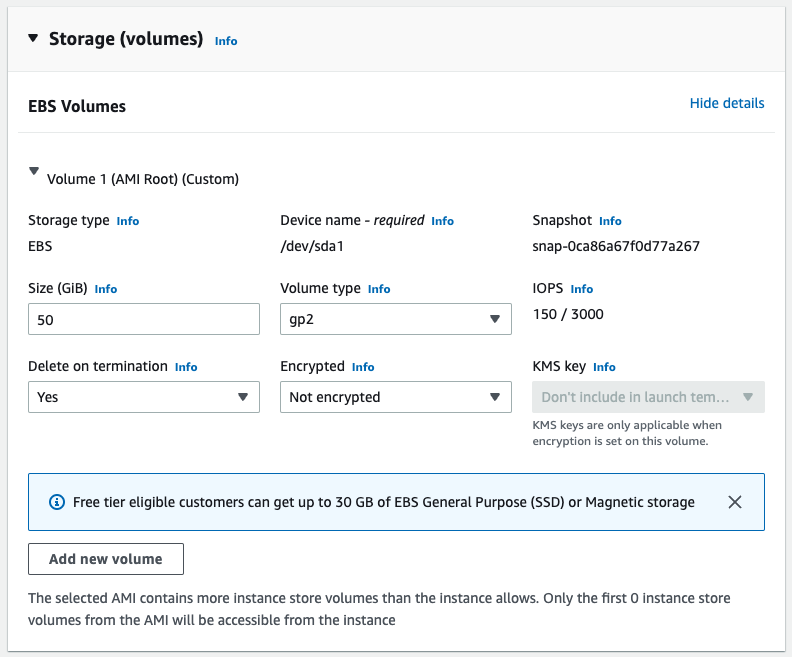 Storage (volumes) Info
EBS Volumes
Hide details
Volume 1 (AMI Root) (Custom)
Storage type Info
Device name - required Info
Snapshot Info
EBS
/dev/sda1
snap-0ca86a67f0d77a267
Size (GiB) Info
Volume type Info
IOPS Info
50
gp2
150 / 3000
Delete on termination Info
Encrypted Info
KMS key Info
Yes
Not encrypted
Don't include in launch tem...
KMS keys are only applicable when
encryption is set on this volume.
Free tier eligible customers can get up to 30 GB of EBS General Purpose (SSD) or Magnetic storage
Add new volume
The selected AMI contains more instance store volumes than the instance allows. Only the first 0 instance store
volumes from the AMI will be accessible from the instance